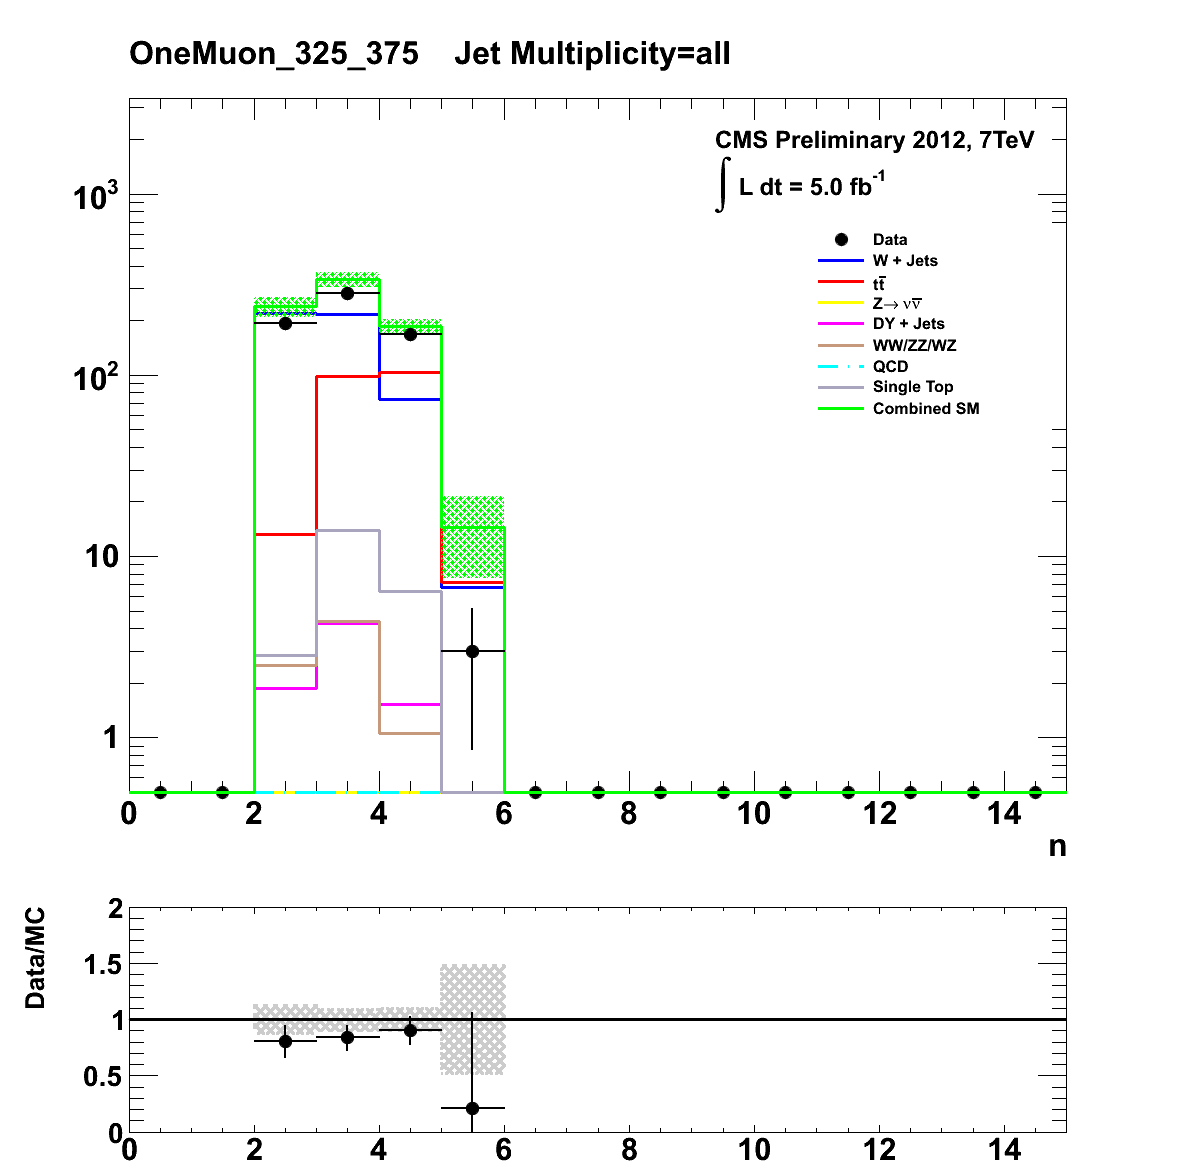 OneMuon_325_375 Jet Multiplicity=all
CMS Preliminary 2012, 7TeV
∫ L dt = 5.0 fb⁻¹
Data
W + Jets
tt̅
Z→ νν̅
DY + Jets
WW/ZZ/WZ
QCD
Single Top
Combined SM
10³
10²
10
1
0 2 4 6 8 10 12 14
n
Data/MC
2
1.5
1
0.5
0
0 2 4 6 8 10 12 14